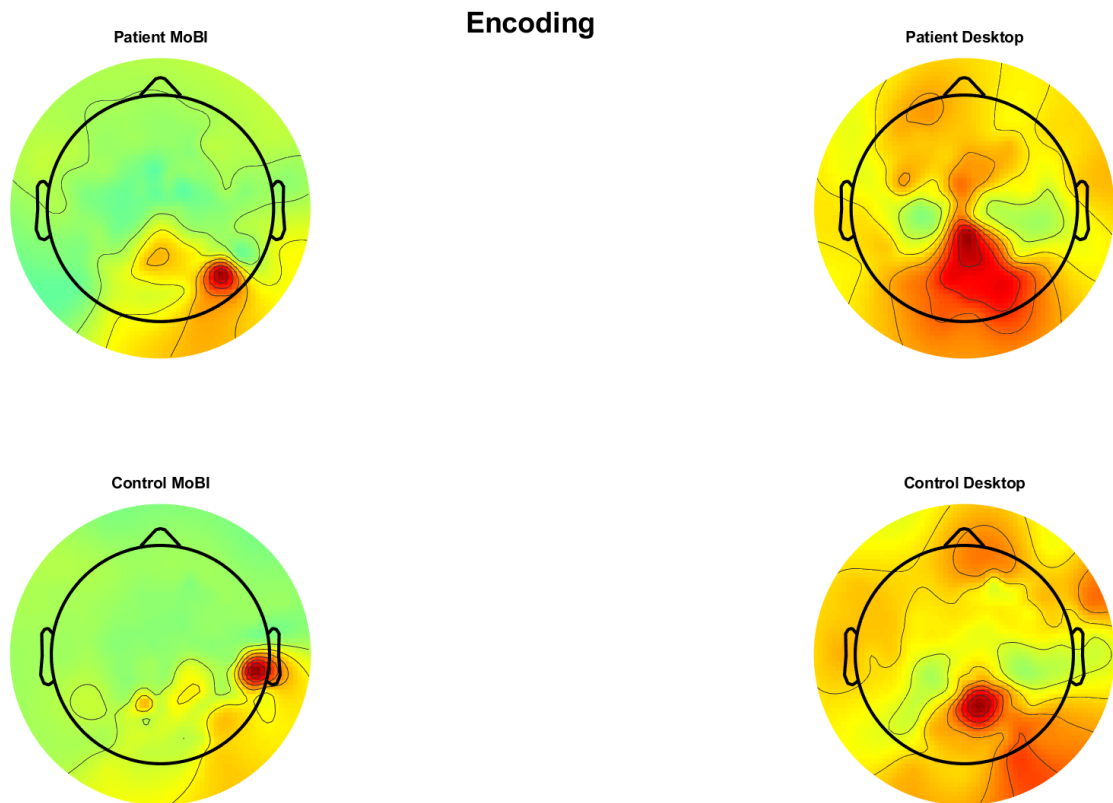 Encoding
Patient MoBI
Patient Desktop
Control MoBI
Control Desktop